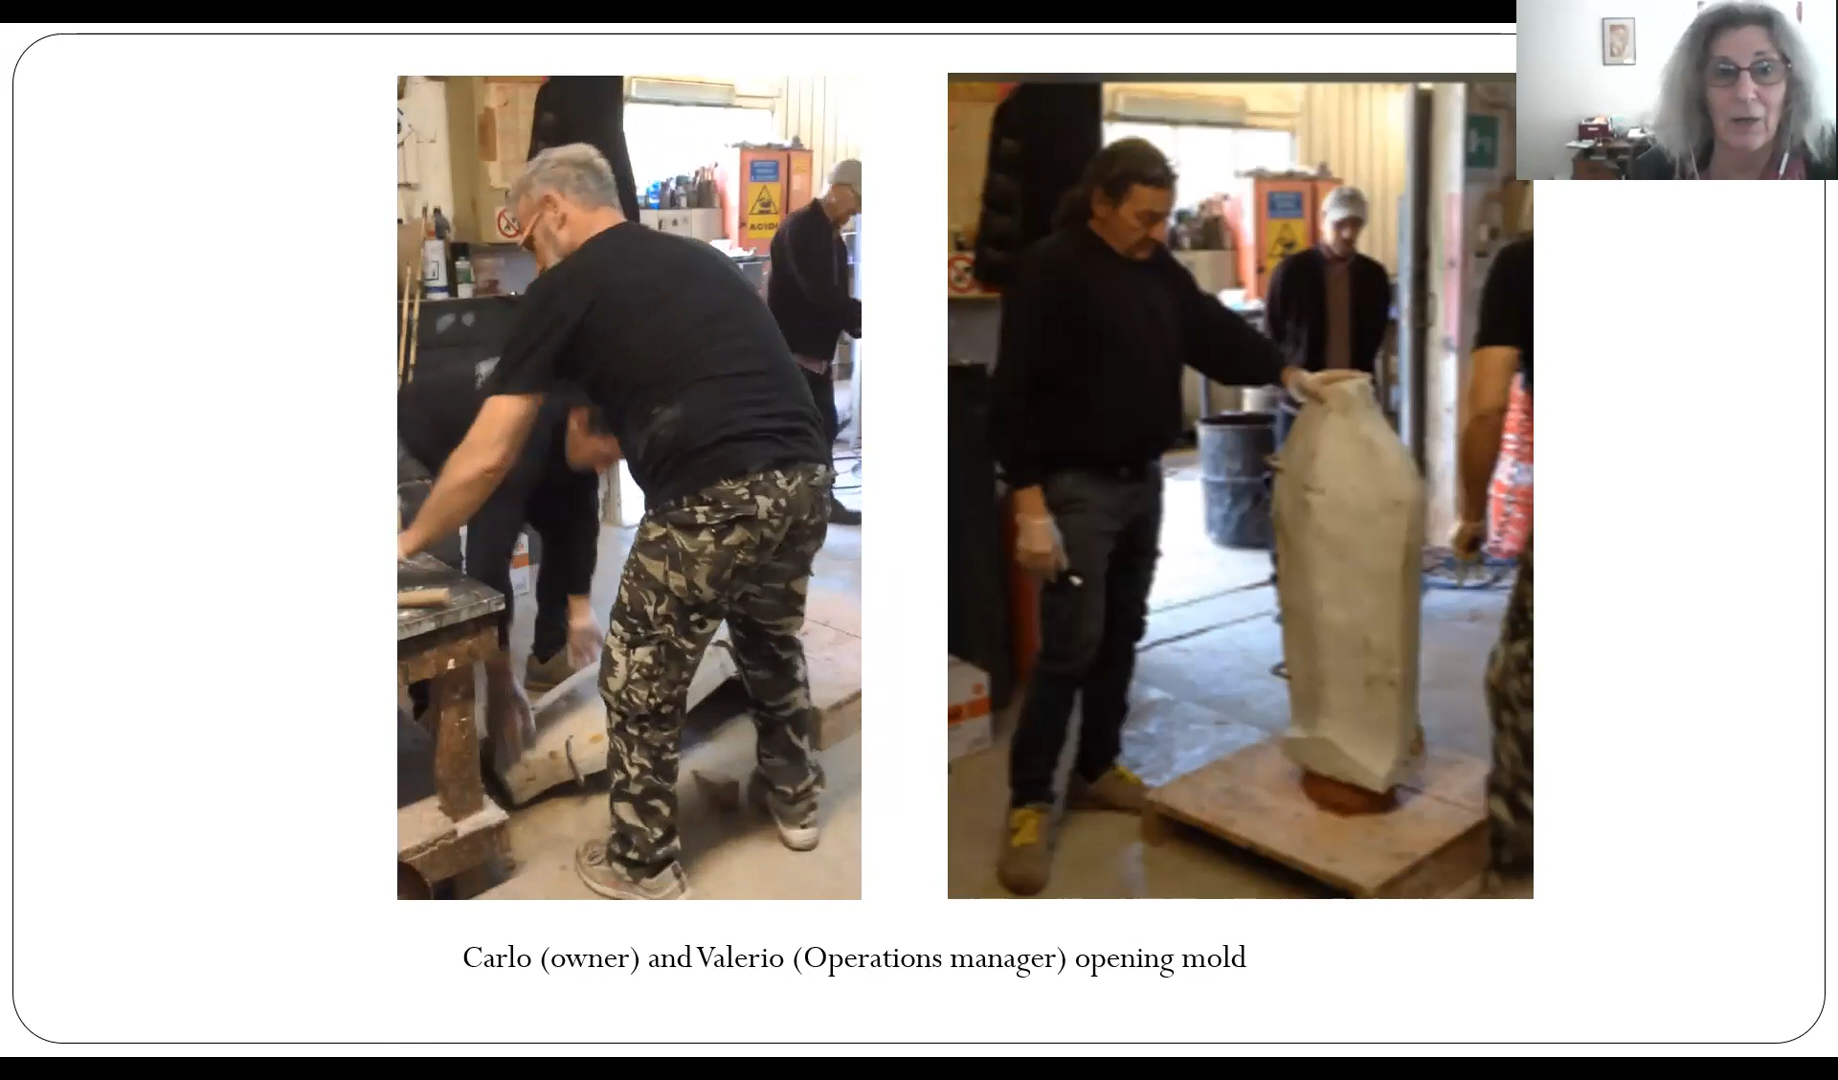 ACIDI
Carlo (owner) and Valerio (Operations manager) opening mold